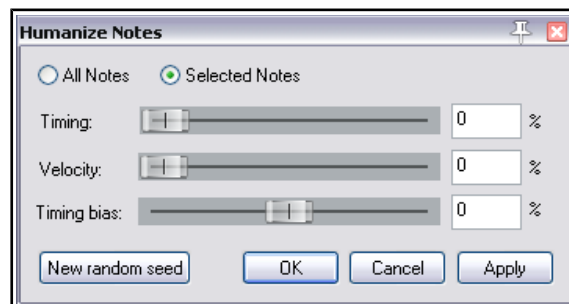 Humanize Notes
All Notes Selected Notes
Timing: 0 %
Velocity: 0 %
Timing bias: 0 %
New random seed OK Cancel Apply